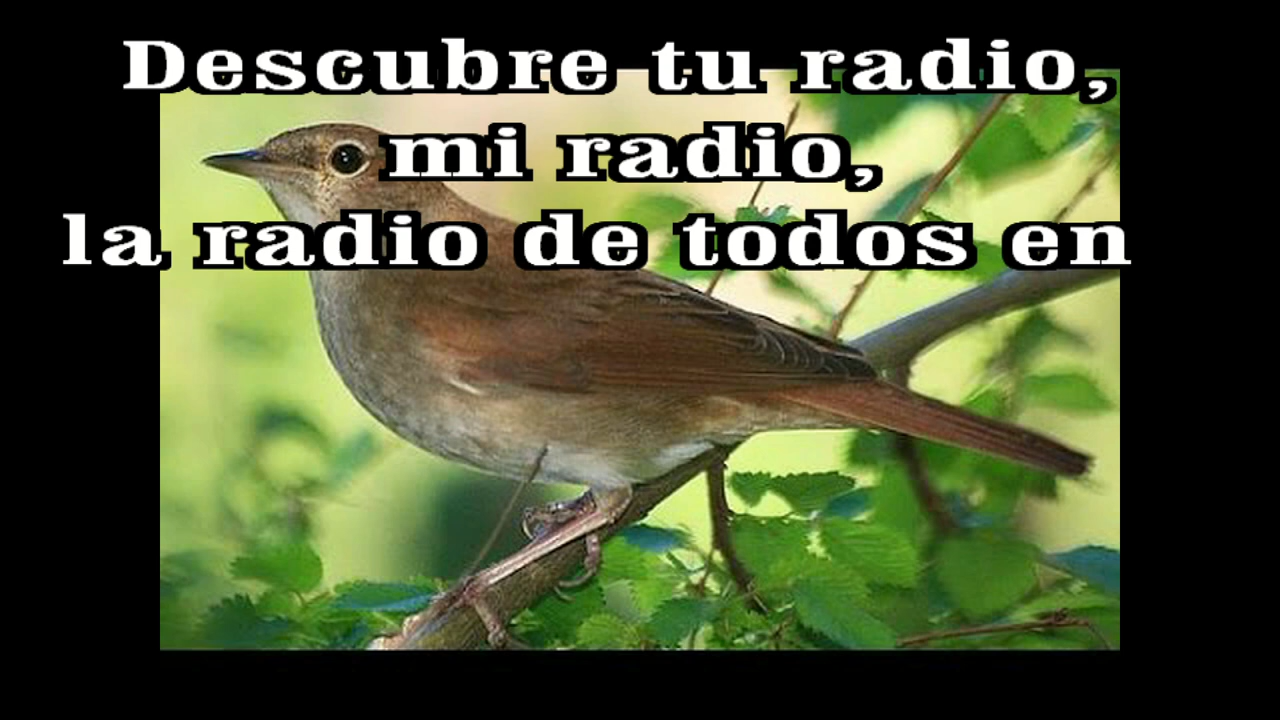 Descubre tu radio,
mi radio,
la radio de todos en